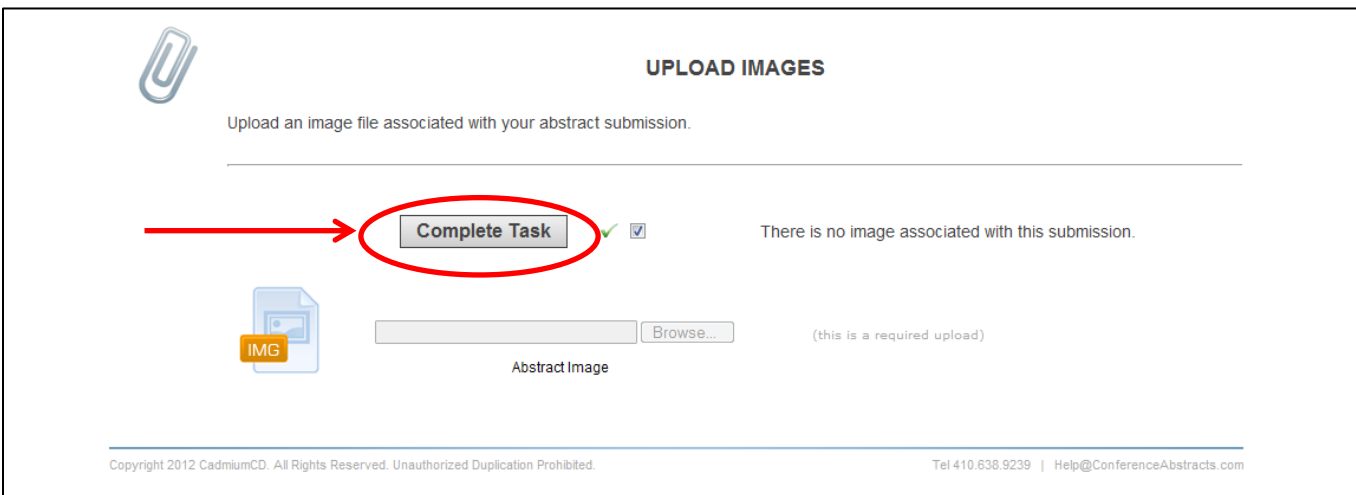 UPLOAD IMAGES
Upload an image file associated with your abstract submission.
Complete Task
There is no image associated with this submission.
IMG
Browse...
(this is a required upload)
Abstract Image
Copyright 2012 CadmiumCD. All Rights Reserved. Unauthorized Duplication Prohibited.
Tel 410.638.9239 | Help@ConferenceAbstracts.com